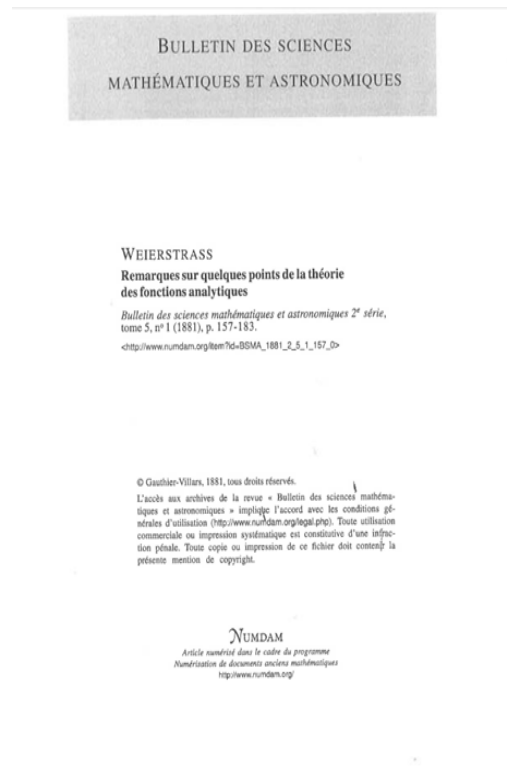 BULLETIN DES SCIENCES
MATHÉMATIQUES ET ASTRONOMIQUES
WEIERSTRASS
Remarques sur quelques points de la théorie
des fonctions analytiques
Bulletin des sciences mathématiques et astronomiques 2e série,
tome 5, nº 1 (1881), p. 157-183.
<http://www.numdam.org/item?id=BSMA_1881_2_5_1_157_0>
© Gauthier-Villars, 1881, tous droits réservés.
L'accès aux archives de la revue « Bulletin des sciences mathéma-
tiques et astronomiques » implique l'accord avec les conditions gé-
nérales d'utilisation (http://www.numdam.org/legal.php). Toute utilisation
commerciale ou impression systématique est constitutive d'une infrac-
tion pénale. Toute copie ou impression de ce fichier doit contenir la
présente mention de copyright.
NUMDAM
Article numérisé dans le cadre du programme
Numérisation de documents anciens mathématiques
http://www.numdam.org/